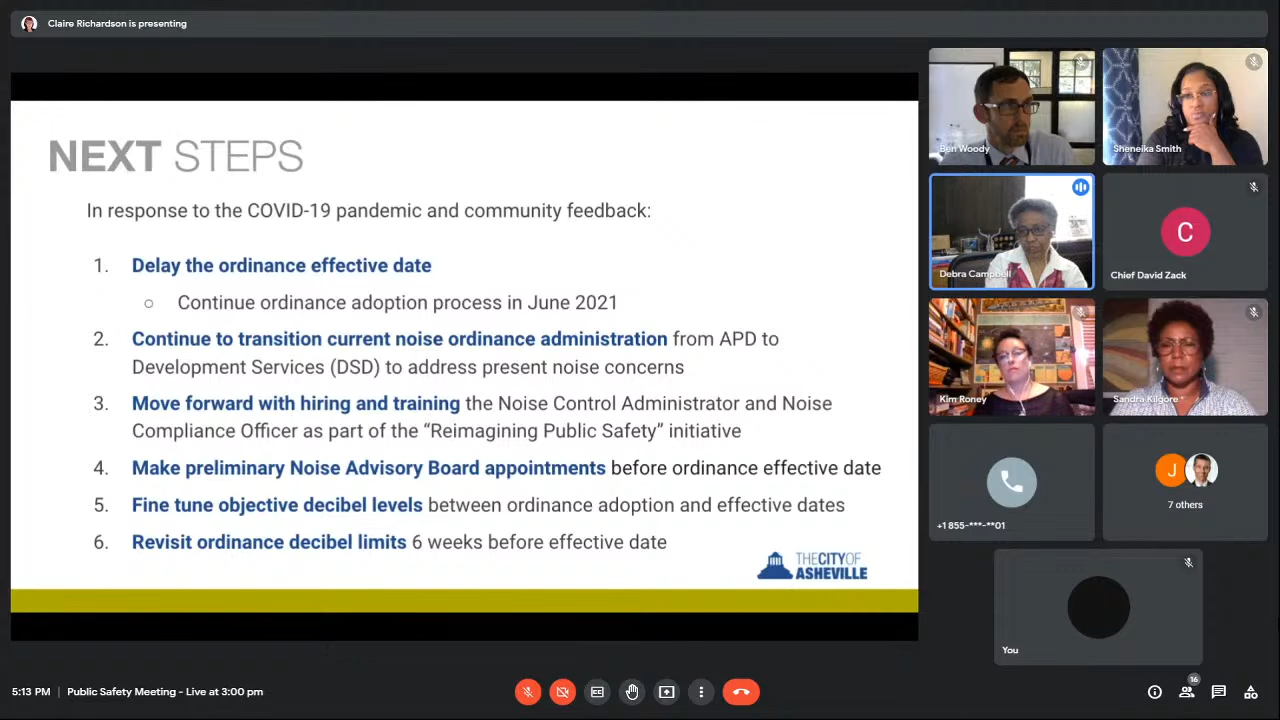 Claire Richardson is presenting
NEXT STEPS
In response to the COVID-19 pandemic and community feedback:
1. Delay the ordinance effective date
○ Continue ordinance adoption process in June 2021
2. Continue to transition current noise ordinance administration from APD to
Development Services (DSD) to address present noise concerns
3. Move forward with hiring and training the Noise Control Administrator and Noise
Compliance Officer as part of the “Reimagining Public Safety” initiative
4. Make preliminary Noise Advisory Board appointments before ordinance effective date
5. Fine tune objective decibel levels between ordinance adoption and effective dates
6. Revisit ordinance decibel limits 6 weeks before effective date
THE CITY OF
ASHEVILLE
Ben Woody
Sheneika Smith
Debra Campbell
C
Chief David Zack
Kim Roney
Sandra Kilgore *
+1 855-***-**01
J
7 others
You
5:13 PM | Public Safety Meeting - Live at 3:00 pm
CC
16